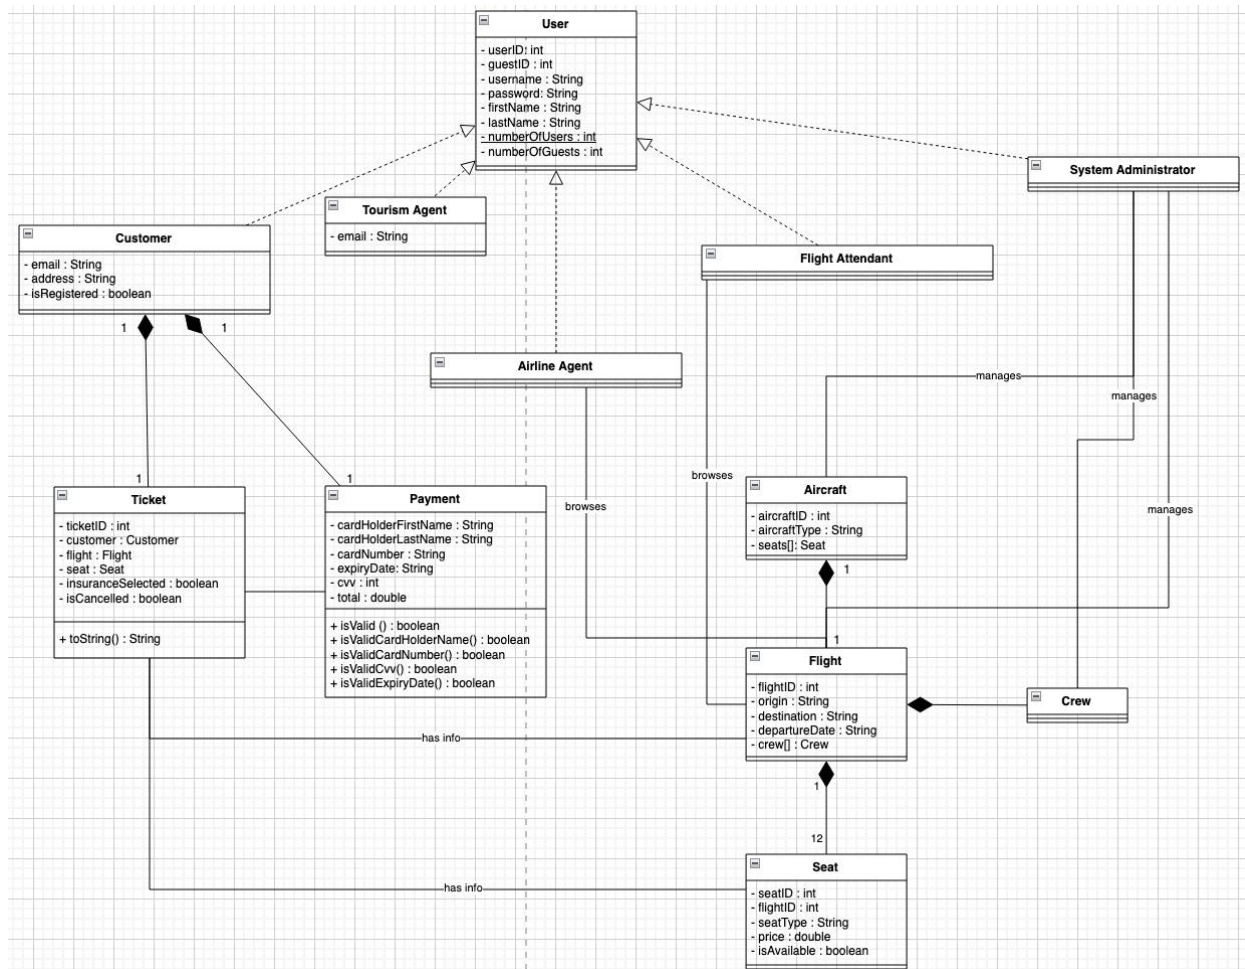 User
- userID: int
- guestID : int
- username : String
- password: String
- firstName : String
- lastName : String
- numberOfUsers : int
- numberOfGuests : int
System Administrator
Tourism Agent
- email : String
Customer
- email : String
- address : String
- isRegistered : boolean
Flight Attendant
1
1
Airline Agent
manages
manages
browses
1
1
browses
manages
Ticket
- ticketID : int
- customer : Customer
- flight : Flight
- seat : Seat
- insuranceSelected : boolean
- isCancelled : boolean
+ toString() : String
Payment
- cardHolderFirstName : String
- cardHolderLastName : String
- cardNumber : String
- expiryDate: String
- cvv : int
- total : double
+ isValid () : boolean
+ isValidCardHolderName() : boolean
+ isValidCardNumber() : boolean
+ isValidCvv() : boolean
+ isValidExpiryDate() : boolean
Aircraft
- aircraftID : int
- aircraftType : String
- seats[]: Seat
1
1
Flight
- flightID : int
- origin : String
- destination : String
- departureDate : String
- crew[] : Crew
Crew
has info
1
12
has info
Seat
- seatID : int
- flightID : int
- seatType : String
- price : double
- isAvailable : boolean